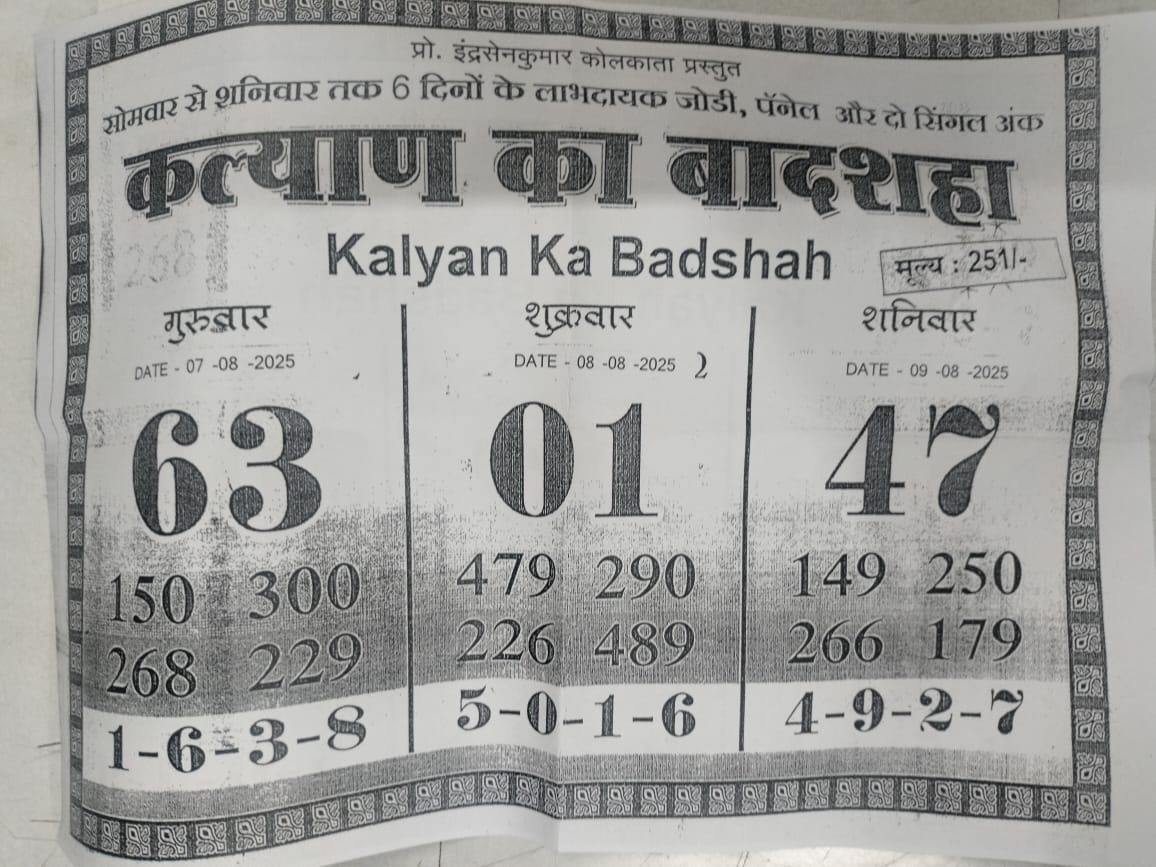 प्रो. इंद्रसेनकुमार कोलकाता प्रस्तुत
सोमवार से शनिवार तक 6 दिनों के लाभदायक जोडी, पॅनेल और दो सिंगल अंक
कल्याण का बादशहा
268
Kalyan Ka Badshah
मूल्य : 251/-
गुरुवार
DATE - 07 -08 -2025
63
150 300
268 229
1-6-3-8
शुक्रवार
DATE - 08 -08 -2025 2
01
479 290
226 489
5-0-1-6
शनिवार
DATE - 09 -08 -2025
47
149 250
266 179
4-9-2-7